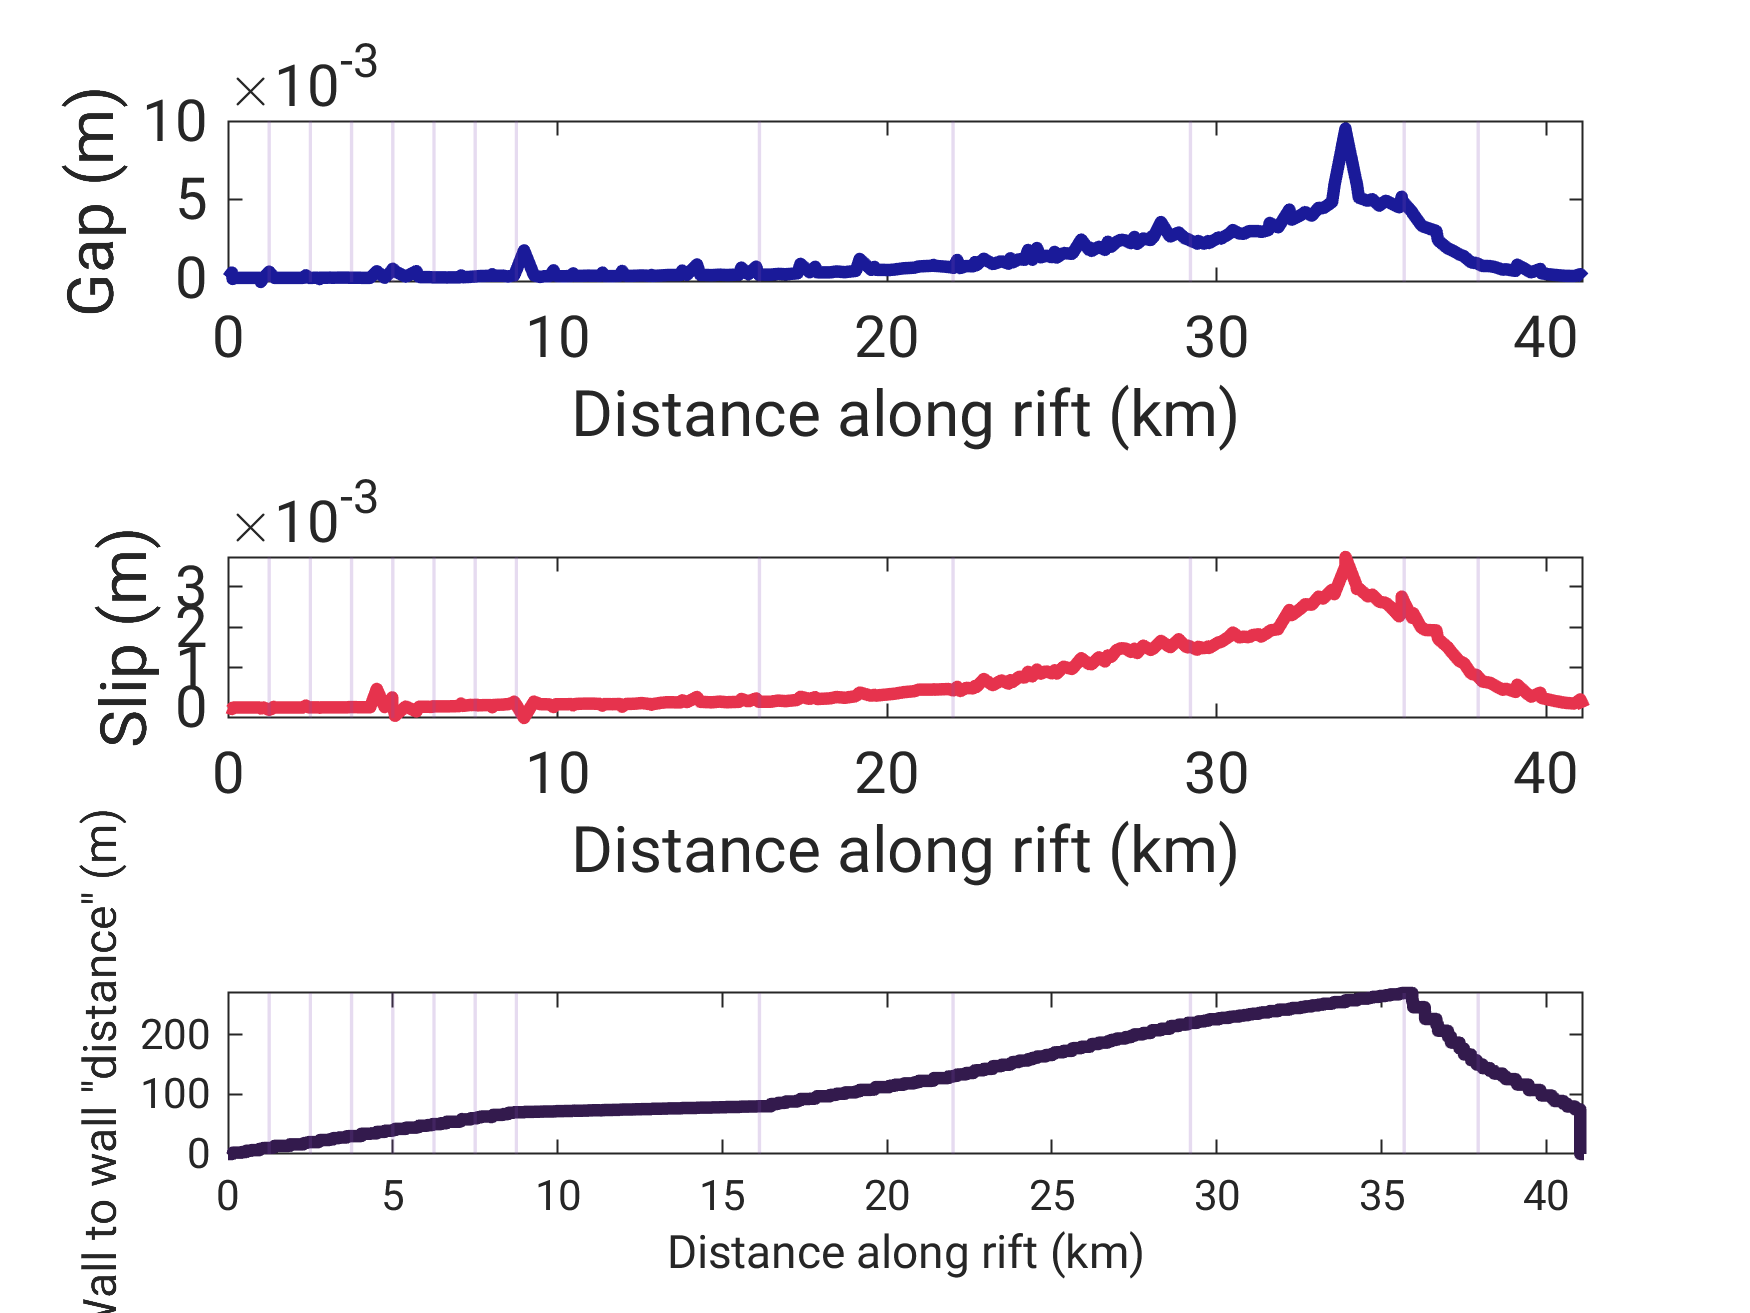 ×10-3
Gap (m)
10
5
0
0 10 20 30 40
Distance along rift (km)
×10-3
Slip (m)
3
2
1
0
0 10 20 30 40
Distance along rift (km)
to wall "distance" (m)
200
100
0
0 5 10 15 20 25 30 35 40
Distance along rift (km)